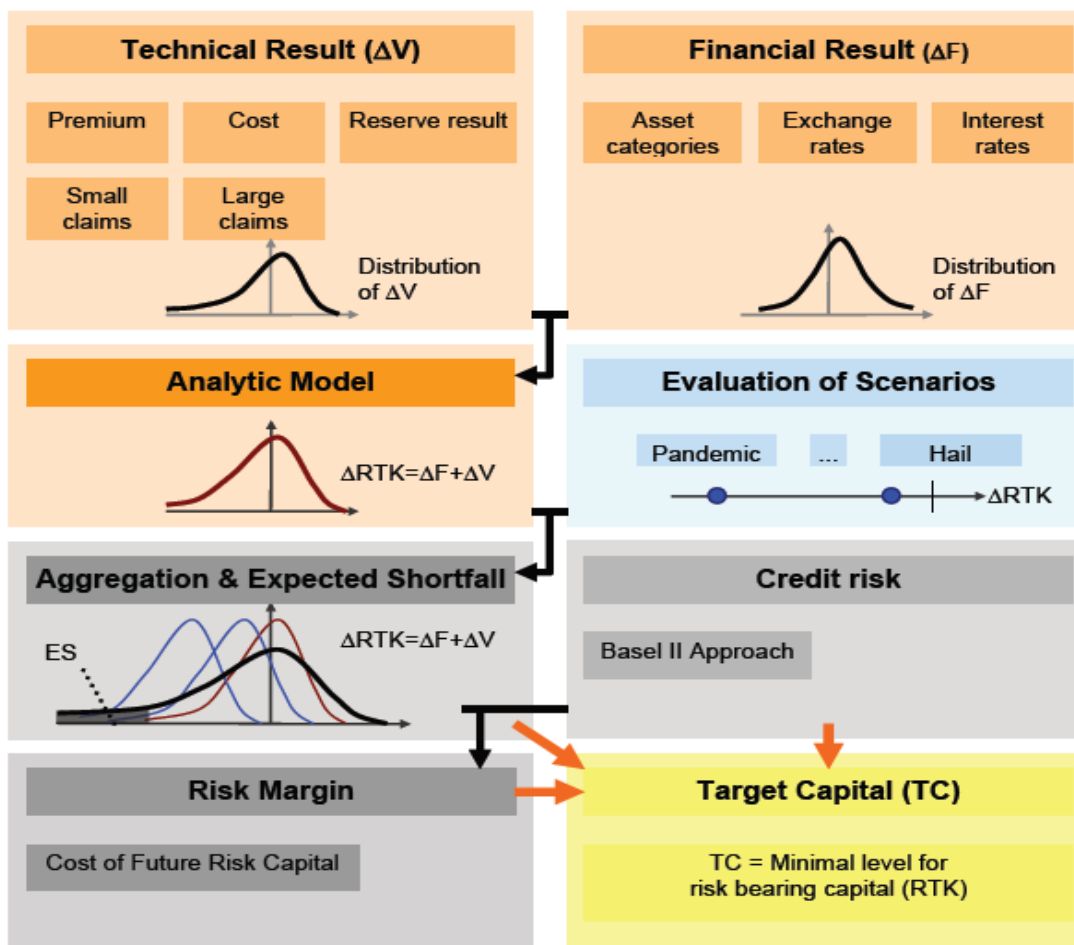 Technical Result (ΔV)
Premium
Cost
Reserve result
Small
claims
Large
claims
Distribution
of ΔV
Financial Result (ΔF)
Asset
categories
Exchange
rates
Interest
rates
Distribution
of ΔF
Analytic Model
ΔRTK=ΔF+ΔV
Evaluation of Scenarios
Pandemic
...
Hail
ΔRTK
Aggregation & Expected Shortfall
ΔRTK=ΔF+ΔV
ES
Credit risk
Basel II Approach
Risk Margin
Cost of Future Risk Capital
Target Capital (TC)
TC = Minimal level for
risk bearing capital (RTK)